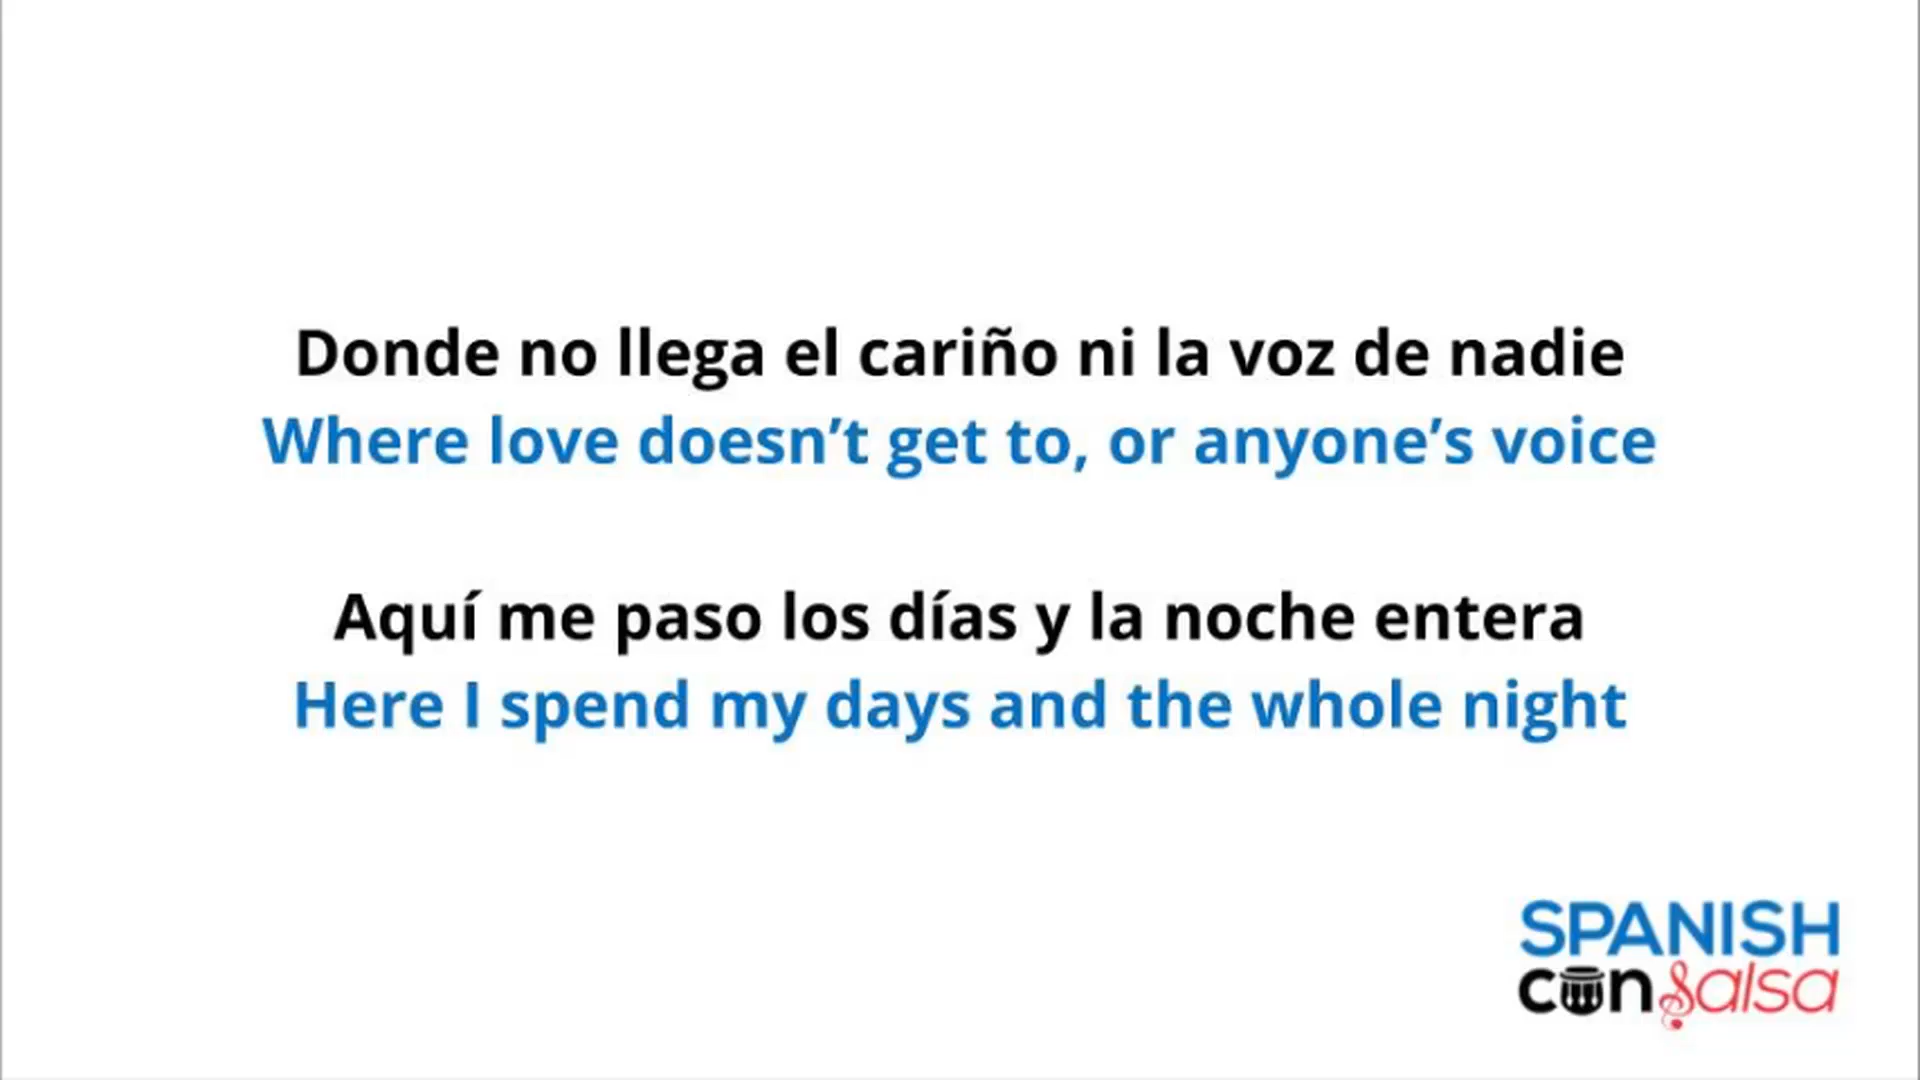 Donde no llega el cariño ni la voz de nadie
Where love doesn’t get to, or anyone’s voice
Aquí me paso los días y la noche entera
Here I spend my days and the whole night
SPANISH
con salsa